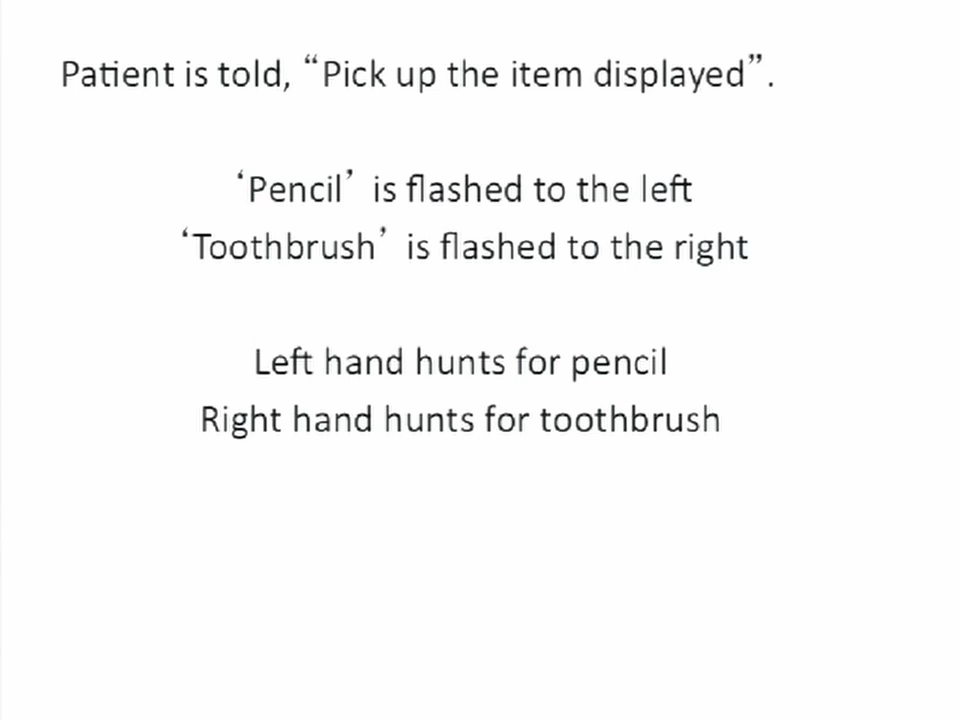 Patient is told, “Pick up the item displayed”.
‘Pencil’ is flashed to the left
‘Toothbrush’ is flashed to the right
Left hand hunts for pencil
Right hand hunts for toothbrush